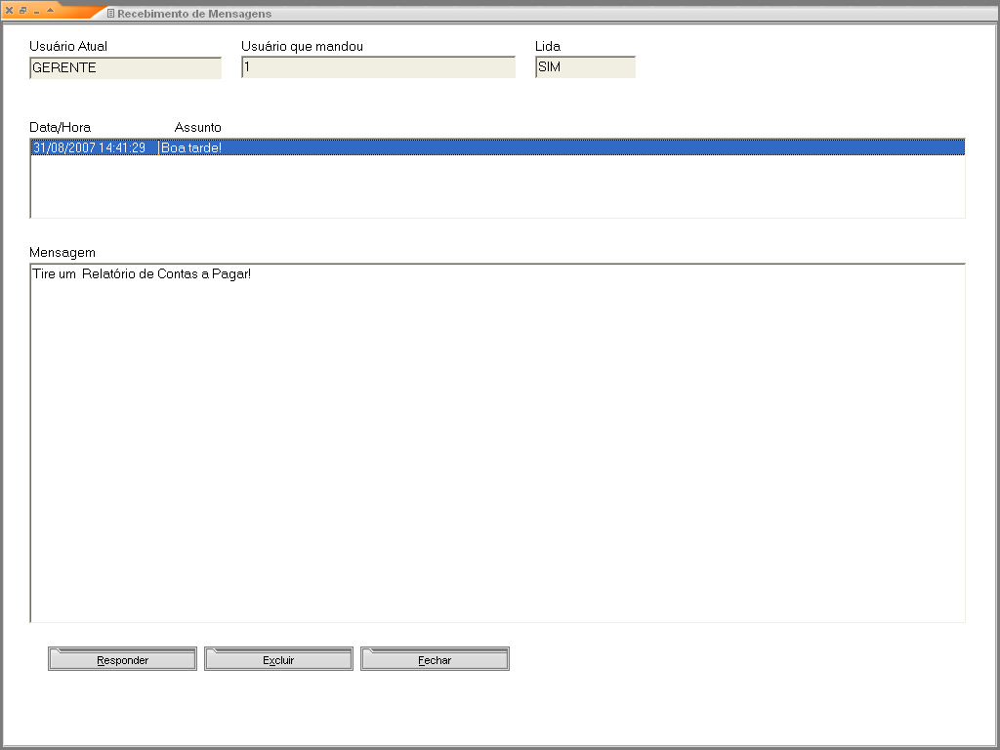 Recebimento de Mensagens
Usuário Atual Usuário que mandou Lida
GERENTE 1 SIM
Data/Hora Assunto
31/08/2007 14:41:29 Boa tarde!
Mensagem
Tire um  Relatório de Contas a Pagar!
Responder Excluir Fechar